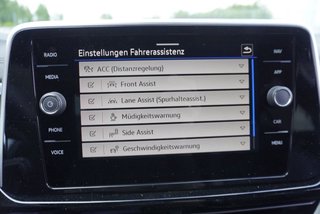 Einstellungen Fahrerassistenz
RADIO
NAV
ACC (Distanzregelung)
MEDIA
APP
Front Assist
Lane Assist (Spurhalteassist.)
Müdigkeitswarnung
PHONE
CAR
Side Assist
VOICE
MENU
Geschwindigkeitswarnung